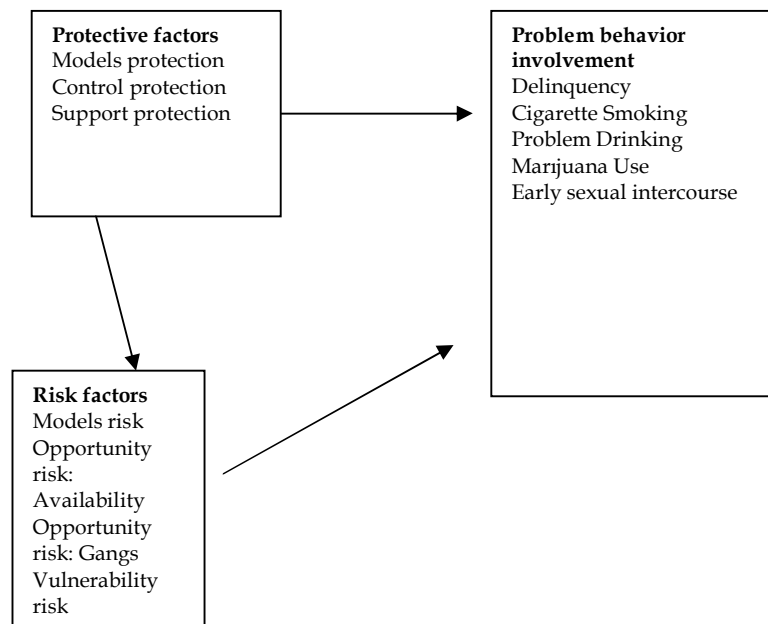 Protective factors
Models protection
Control protection
Support protection
Problem behavior
involvement
Delinquency
Cigarette Smoking
Problem Drinking
Marıjuana Use
Early sexual intercourse
Risk factors
Models risk
Opportunity
risk:
Availability
Opportunity
risk: Gangs
Vulnerability
risk